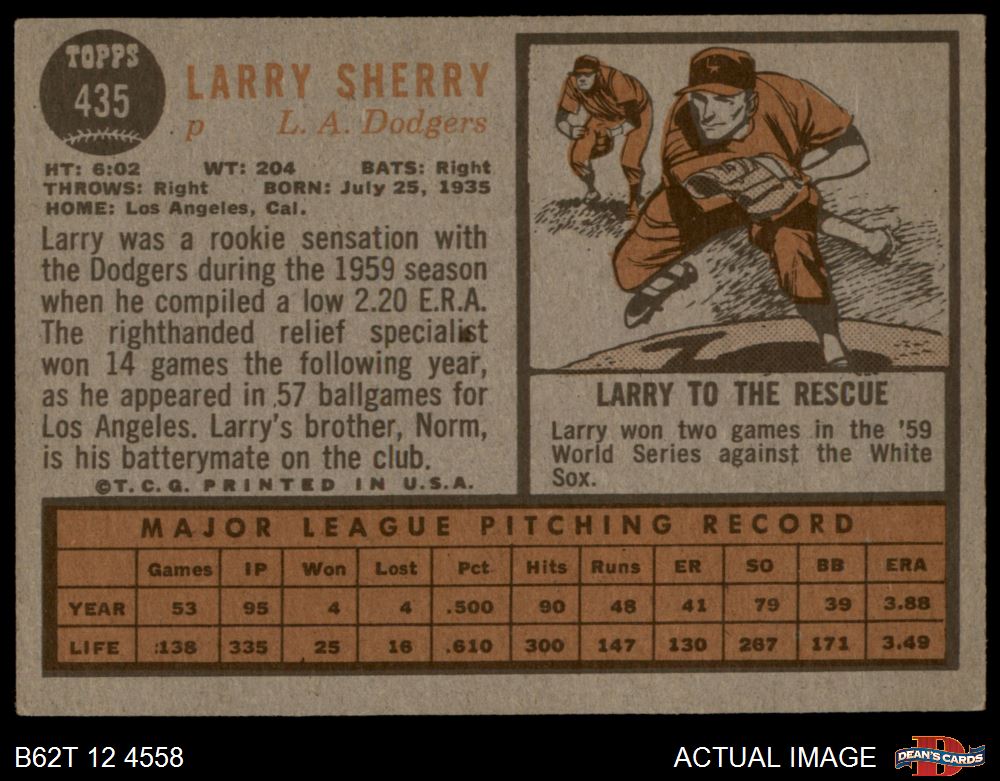 TOPPS
435
LARRY SHERRY
p L. A. Dodgers
HT: 6:02 WT: 204 BATS: Right
THROWS: Right BORN: July 25, 1935
HOME: Los Angeles, Cal.
Larry was a rookie sensation with
the Dodgers during the 1959 season
when he compiled a low 2.20 E.R.A.
The righthanded relief specialist
won 14 games the following year,
as he appeared in 57 ballgames for
Los Angeles. Larry's brother, Norm,
is his batterymate on the club.
©T.C.G. PRINTED IN U.S.A.
LARRY TO THE RESCUE
Larry won two games in the '59
World Series against the White
Sox.
MAJOR LEAGUE PITCHING RECORD
Games IP Won Lost Pct. Hits Runs ER SO BB ERA
YEAR 53 95 4 4 .500 90 48 41 79 39 3.88
LIFE 138 335 25 16 .610 300 147 130 267 171 3.49
B62T 12 4558
ACTUAL IMAGE
D
DEAN'S CARDS